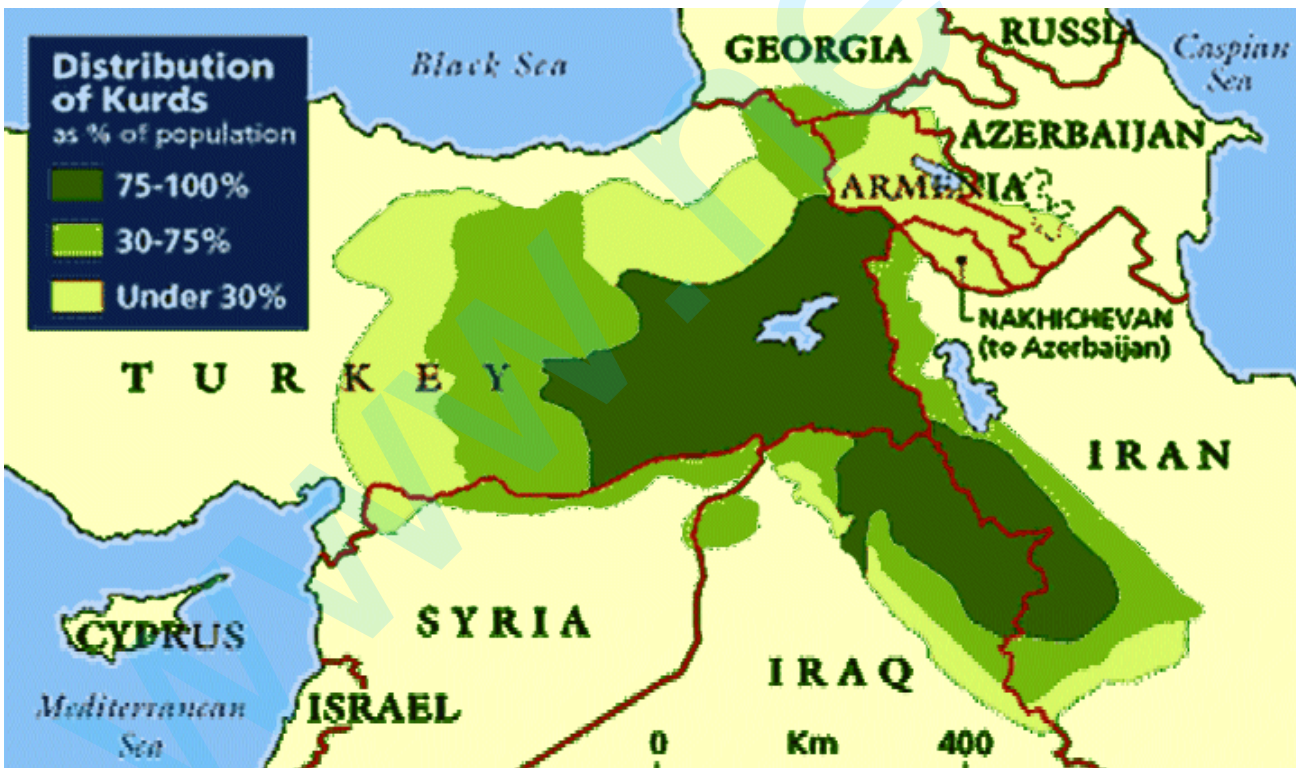 Distribution
of Kurds
as % of population
75-100%
30-75%
Under 30%
Black Sea
GEORGIA
RUSSIA
Caspian
Sea
AZERBAIJAN
ARMENIA
NAKHICHEVAN
(to Azerbaijan)
TURKEY
IRAN
SYRIA
CYPRUS
IRAQ
Mediterranean
Sea
ISRAEL
0 Km 400